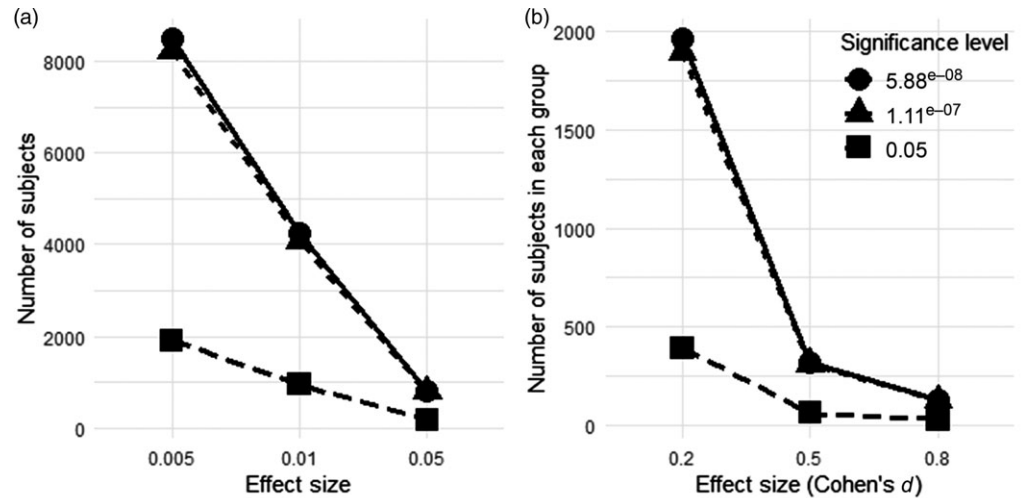 (a)
8000
6000
4000
2000
0
Number of subjects
0.005 0.01 0.05
Effect size
(b)
2000
1500
1000
500
0
Number of subjects in each group
Significance level
5.88e–08
1.11e–07
0.05
0.2 0.5 0.8
Effect size (Cohen's d)